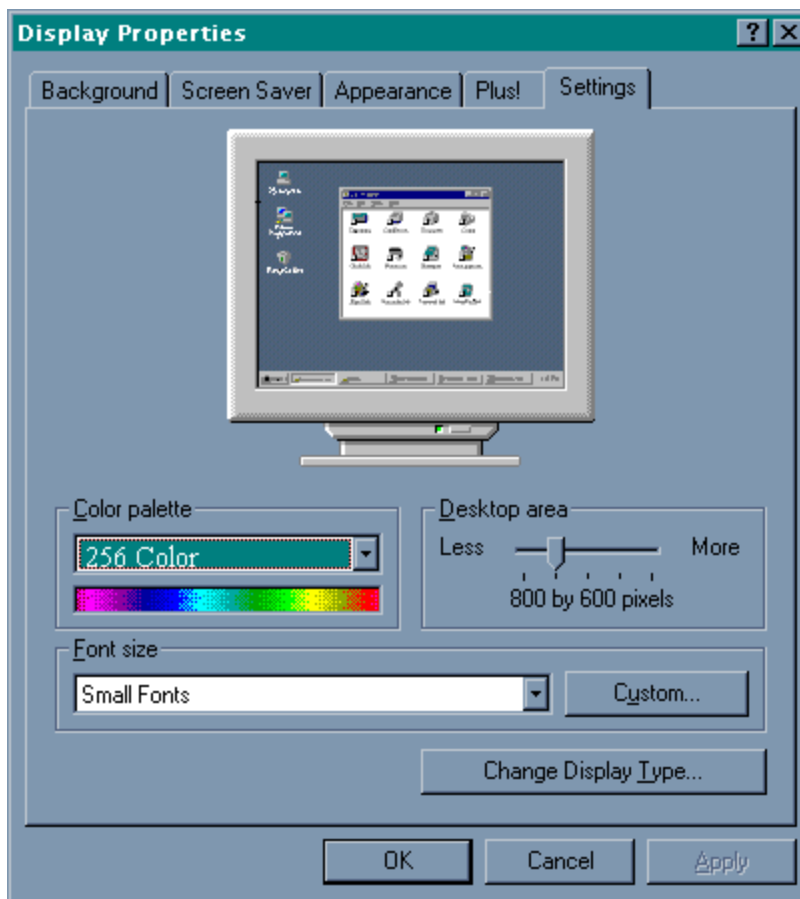 Display Properties
Background Screen Saver Appearance Plus! Settings
Color palette
256 Color
Desktop area
Less More
800 by 600 pixels
Font size
Small Fonts
Custom...
Change Display Type...
OK Cancel Apply